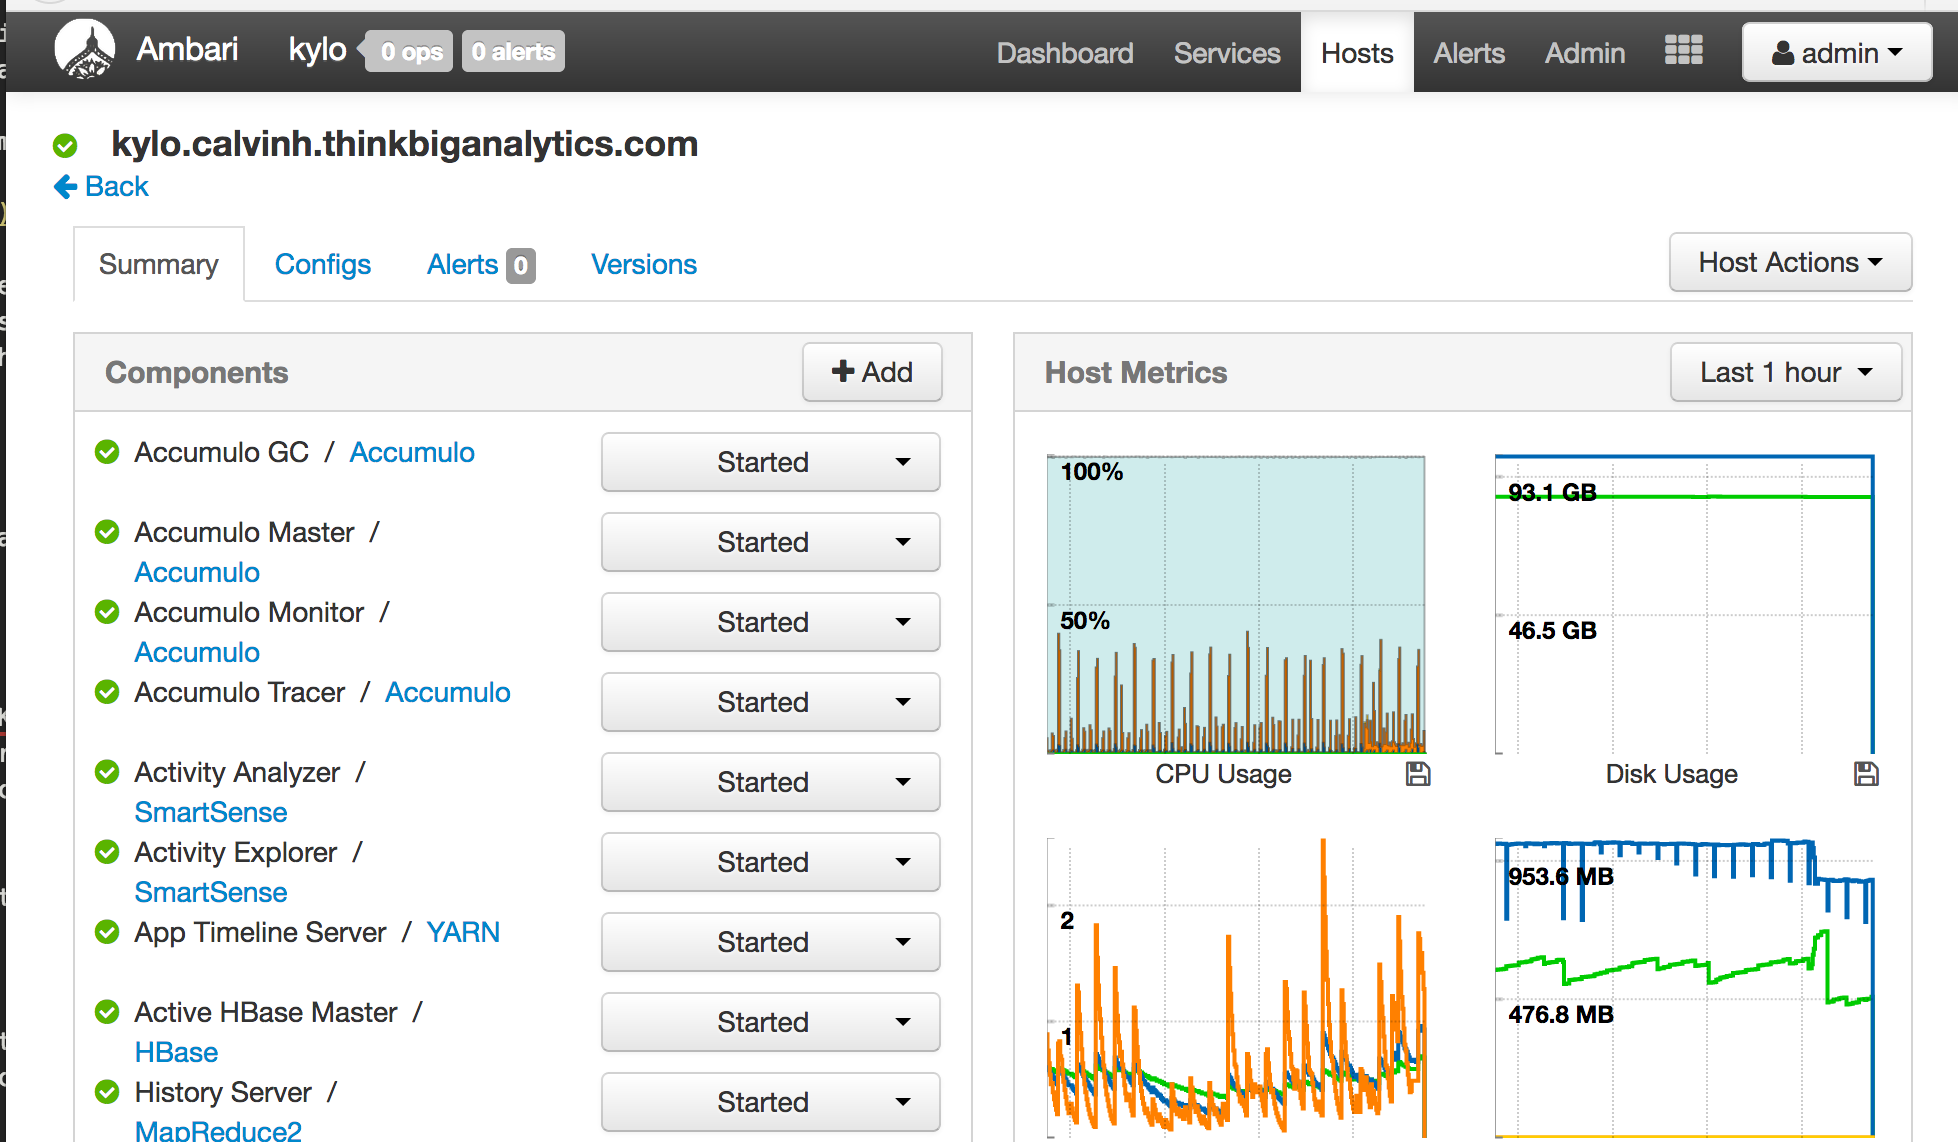 Ambari kylo 0 ops 0 alerts Dashboard Services Hosts Alerts Admin admin
kylo.calvinh.thinkbiganalytics.com
Back
Summary Configs Alerts 0 Versions Host Actions
Components Add
Accumulo GC / Accumulo Started
Accumulo Master / Started
Accumulo
Accumulo Monitor / Started
Accumulo
Accumulo Tracer / Accumulo Started
Activity Analyzer / Started
SmartSense
Activity Explorer / Started
SmartSense
App Timeline Server / YARN Started
Active HBase Master / Started
HBase
History Server / Started
MapReduce2
Host Metrics Last 1 hour
100%
50%
CPU Usage
93.1 GB
46.5 GB
Disk Usage
2
1
953.6 MB
476.8 MB